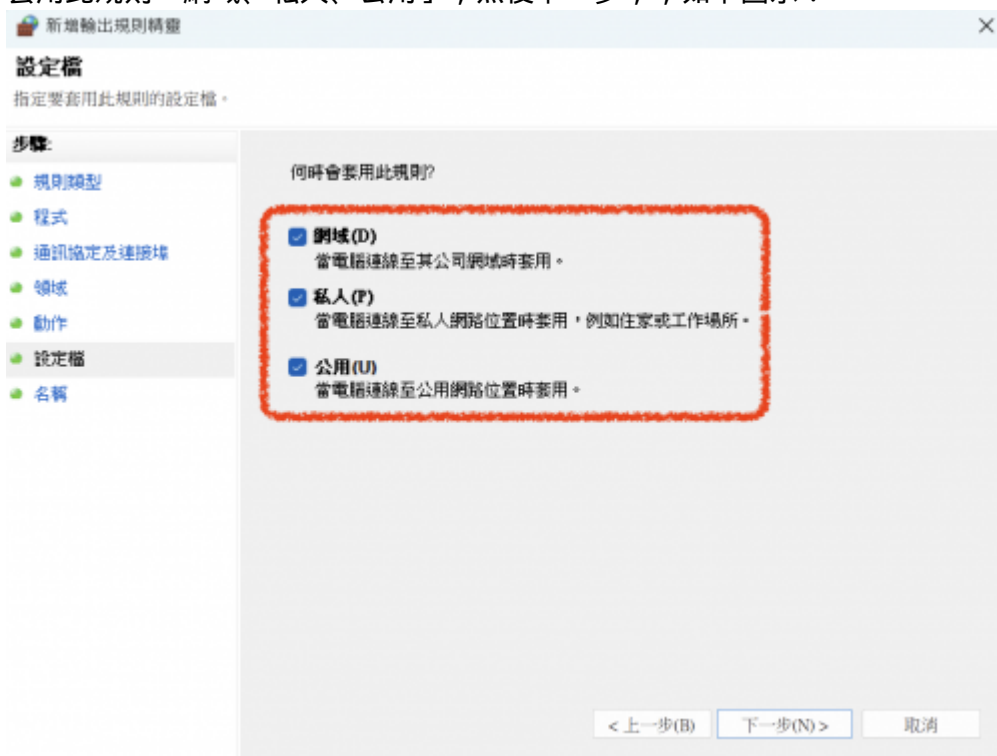 新增輸出規則精靈
設定檔
指定要套用此規則的設定檔。
步驟:
規則類型
程式
通訊協定及連接埠
領域
動作
設定檔
名稱
何時會套用此規則?
網域(D)
當電腦連線至其公司網域時套用。
私人(P)
當電腦連線至私人網路位置時套用,例如住家或工作場所。
公用(U)
當電腦連線至公用網路位置時套用。
< 上一步(B)
下一步(N) >
取消